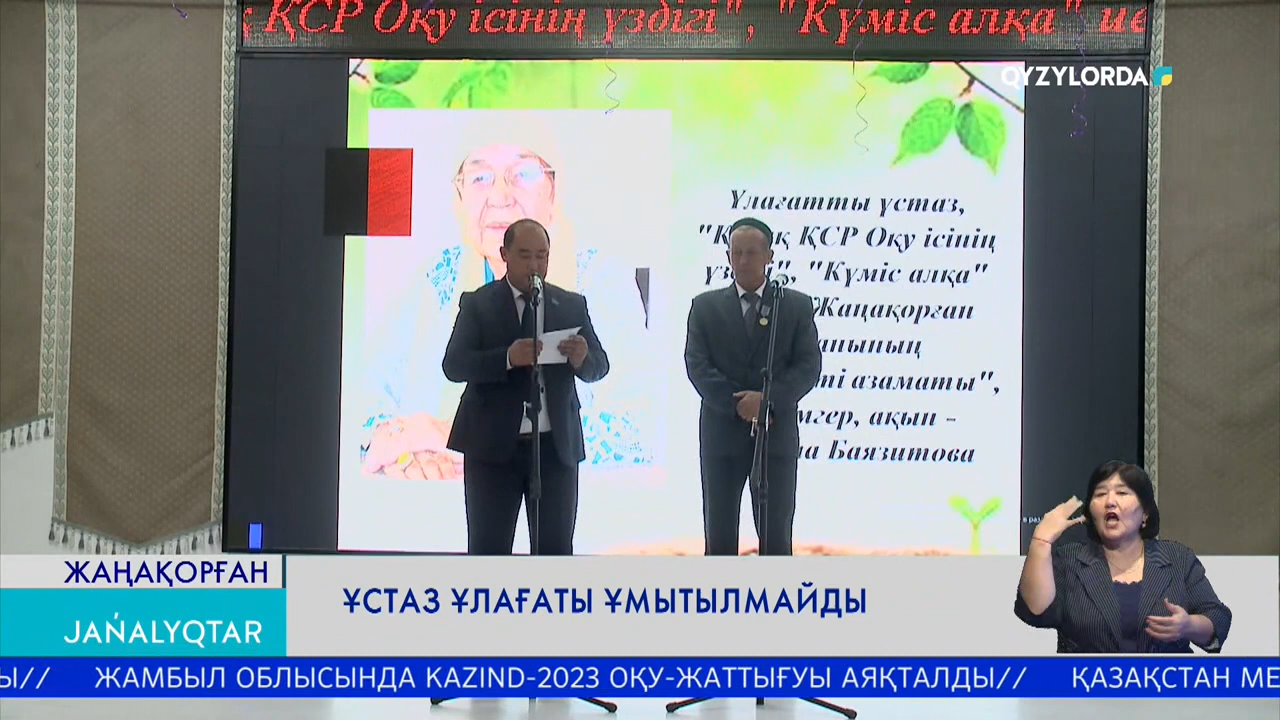 ҚСР Оқу ісінің үздігі", "Күміс алқа" ие
QYZYLORDA
Ұлағатты ұстаз,
ҚСР Оқу ісінің
"Күміс алқа"
Жаңақорған
азаматы",
ақын -
Баязитова
ЖАҢАҚОРҒАН
ҰСТАЗ ҰЛАҒАТЫ ҰМЫТЫЛМАЙДЫ
JAŃALYQTAR
Ы// ЖАМБЫЛ ОБЛЫСЫНДА KAZIND-2023 ОҚУ-ЖАТТЫҒУЫ АЯҚТАЛДЫ// ҚАЗАҚСТАН МЕ